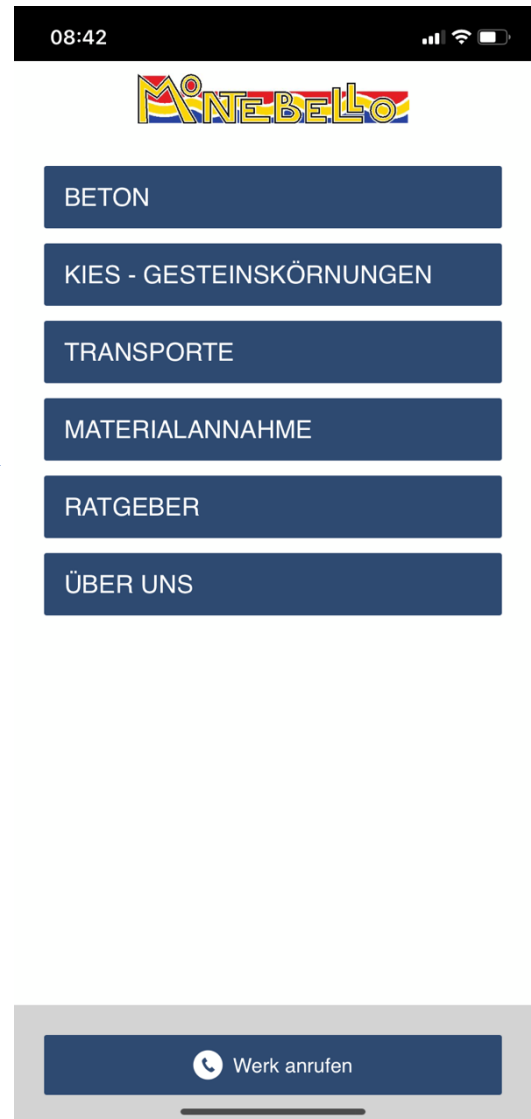 08:42
MONTEBELLO
BETON
KIES - GESTEINSKÖRNUNGEN
TRANSPORTE
MATERIALANNAHME
RATGEBER
ÜBER UNS
Werk anrufen